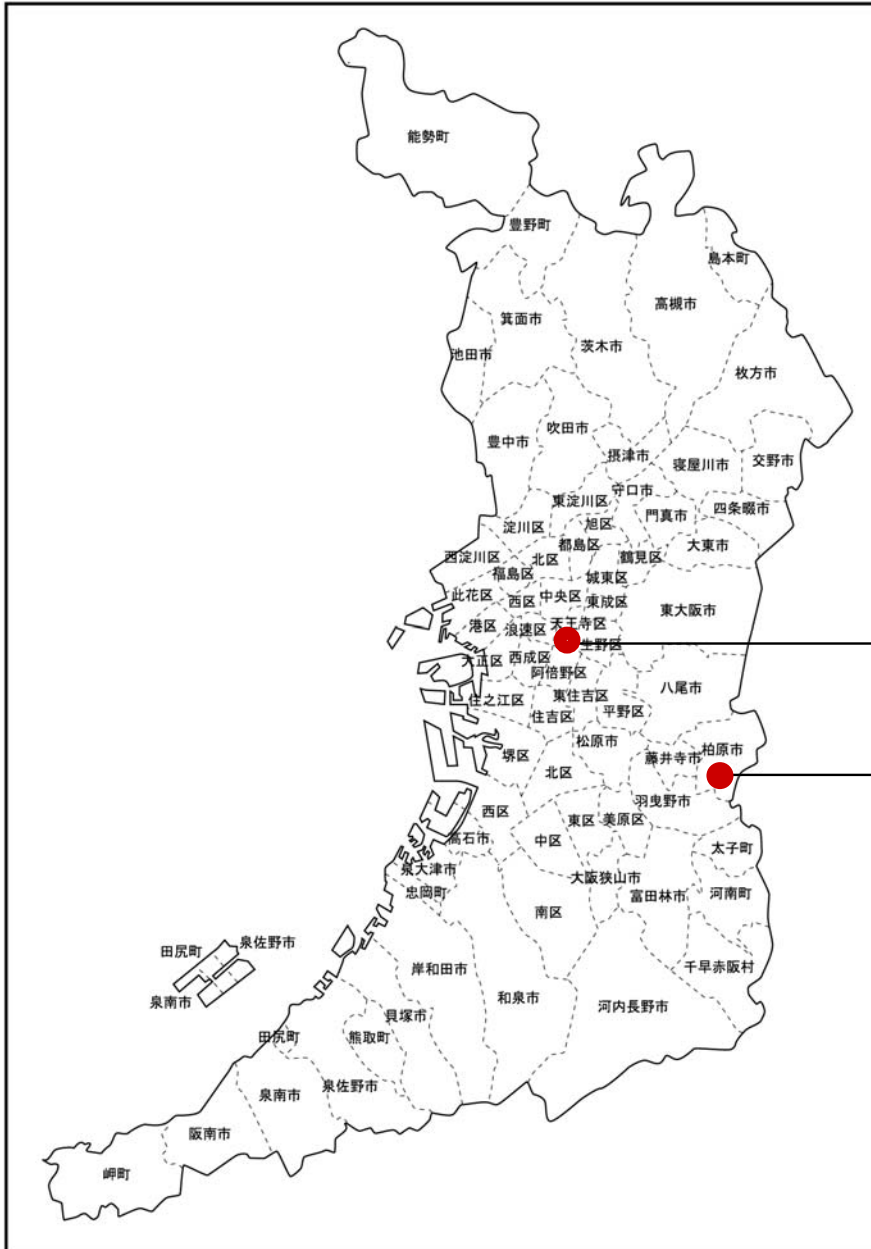 能勢町
豊野町
島本町
高槻市
箕面市
茨木市
池田市
枚方市
吹田市
豊中市
摂津市
寝屋川市
交野市
守口市
東淀川区
四条畷市
門真市
淀川区
旭区
都島区
大東市
西淀川区
北区
鶴見区
福島区
城東区
此花区
西区
中央区
東成区
東大阪市
港区
浪速区
天王寺区
生野区
大正区
西成区
阿倍野区
八尾市
住之江区
東住吉区
住吉区
平野区
松原市
柏原市
堺区
藤井寺市
北区
羽曳野市
西区
東区
美原区
高石市
中区
太子町
泉大津市
大阪狭山市
忠岡町
富田林市
河南町
南区
田尻町
泉佐野市
岸和田市
千早赤阪村
泉南市
和泉市
河内長野市
貝塚市
田尻町
熊取町
泉南市
泉佐野市
阪南市
岬町